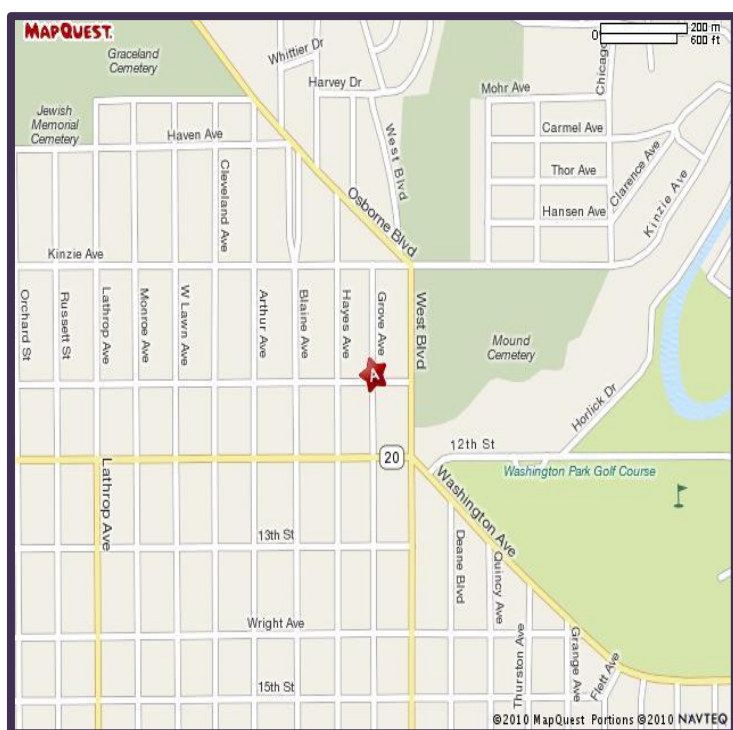 MAPQUEST.
0
200 m
600 ft
Graceland
Cemetery
Whittier Dr
Harvey Dr
Mohr Ave
Chicago
Jewish
Memorial
Cemetery
Haven Ave
Cleveland Ave
West Blvd
Carmel Ave
Thor Ave
Clarence Ave
Kinzie Ave
Hansen Ave
Osborne Blvd
Kinzie Ave
Orchard St
Russett St
Lathrop Ave
Monroe Ave
W Lawn Ave
Arthur Ave
Blaine Ave
Hayes Ave
Grove Ave
West Blvd
Mound
Cemetery
A
Horlick Dr
12th St
20
Washington Park Golf Course
Lathrop Ave
Washington Ave
13th St
Deane Blvd
Quincy Ave
Wright Ave
Thurston Ave
Grange Ave
Flett Ave
15th St
©2010 MapQuest Portions ©2010 NAVTEQ